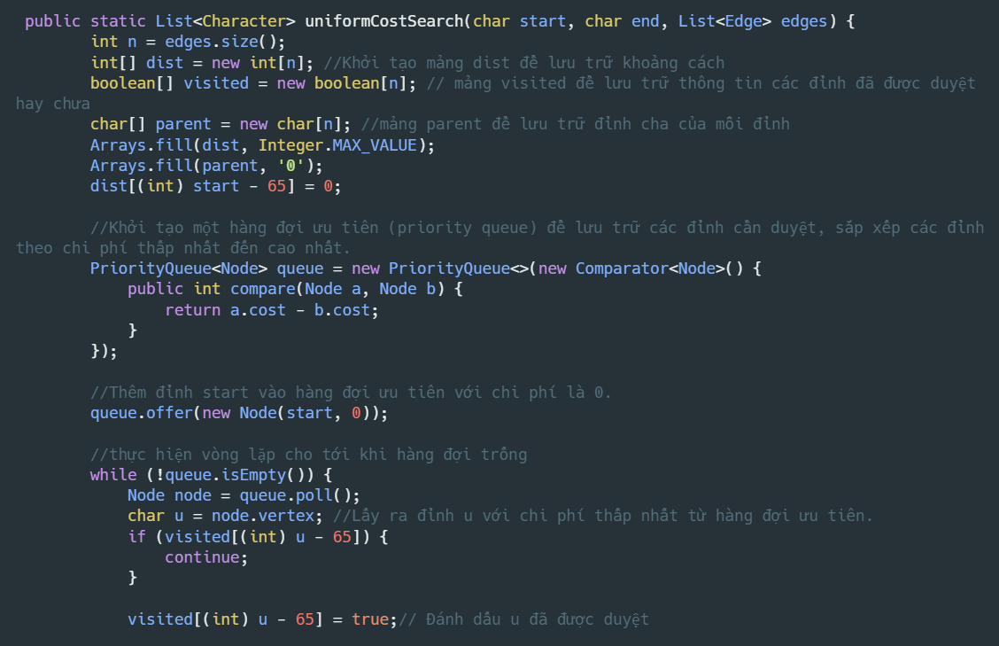 public static List<Character> uniformCostSearch(char start, char end, List<Edge> edges) {
int n = edges.size();
int[] dist = new int[n]; //Khởi tạo mảng dist để lưu trữ khoảng cách
boolean[] visited = new boolean[n]; // mảng visited để lưu trữ thông tin các đỉnh đã được duyệt
hay chưa
char[] parent = new char[n]; //mảng parent để lưu trữ đỉnh cha của mỗi đỉnh
Arrays.fill(dist, Integer.MAX_VALUE);
Arrays.fill(parent, '0');
dist[(int) start - 65] = 0;
//Khởi tạo một hàng đợi ưu tiên (priority queue) để lưu trữ các đỉnh cần duyệt, sắp xếp các đỉnh
theo chi phí thấp nhất đến cao nhất.
PriorityQueue<Node> queue = new PriorityQueue<>(new Comparator<Node>() {
public int compare(Node a, Node b) {
return a.cost - b.cost;
}
});
//Thêm đỉnh start vào hàng đợi ưu tiên với chi phí là 0.
queue.offer(new Node(start, 0));
//thực hiện vòng lặp cho tới khi hàng đợi trống
while (!queue.isEmpty()) {
Node node = queue.poll();
char u = node.vertex; //Lấy ra đỉnh u với chi phí thấp nhất từ hàng đợi ưu tiên.
if (visited[(int) u - 65]) {
continue;
}
visited[(int) u - 65] = true;// Đánh dấu u đã được duyệt